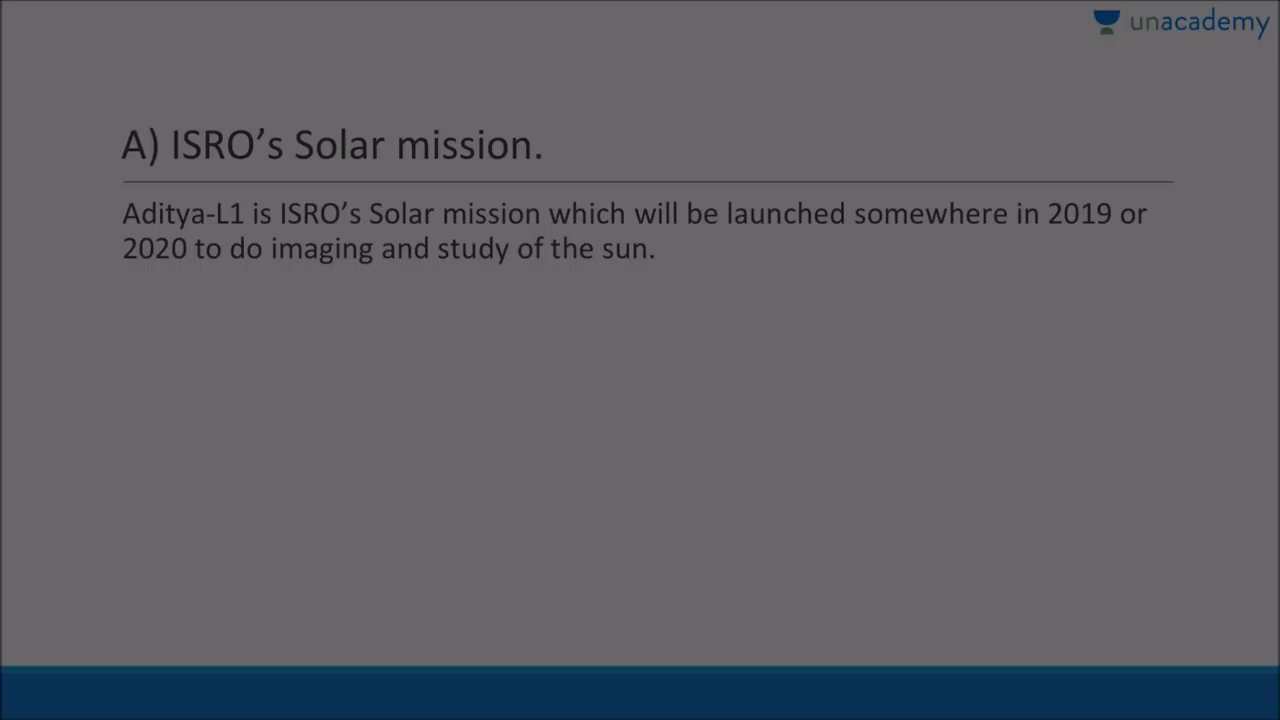 unacademy
A) ISRO’s Solar mission.
Aditya-L1 is ISRO’s Solar mission which will be launched somewhere in 2019 or
2020 to do imaging and study of the sun.